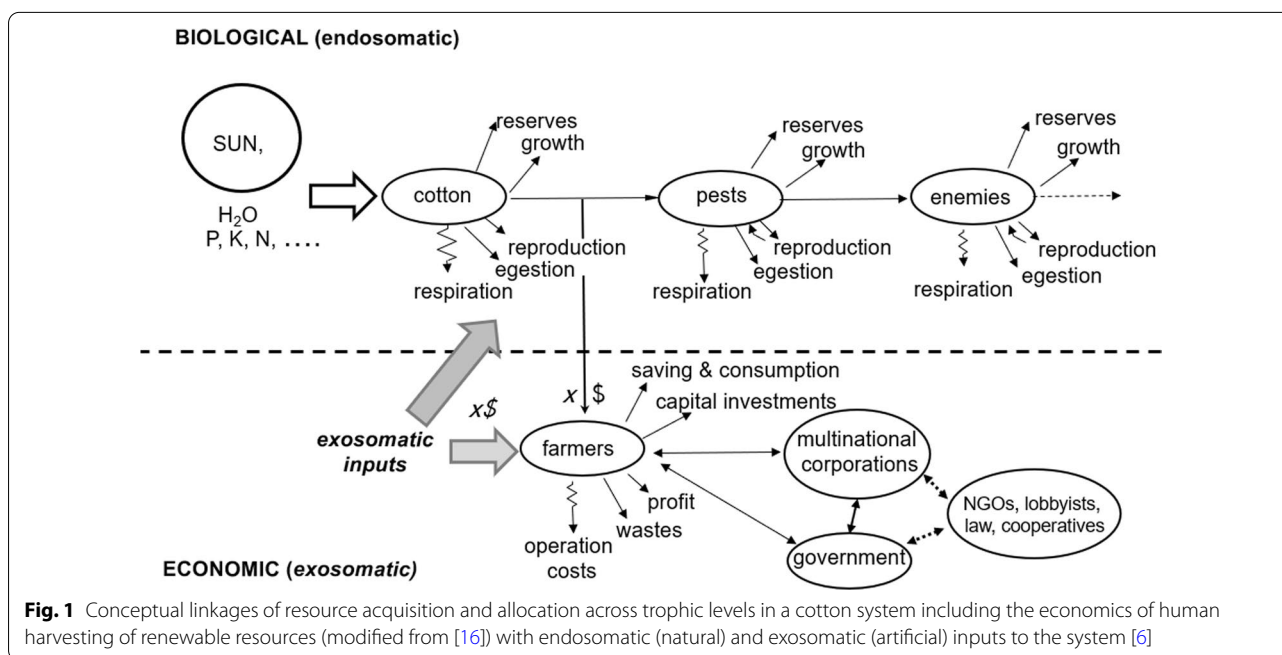 BIOLOGICAL (endosomatic)
SUN,
H₂O
P, K, N, ....
cotton
reserves
growth
reproduction
egestion
respiration
pests
reserves
growth
reproduction
egestion
respiration
enemies
reserves
growth
reproduction
egestion
respiration
x $
x$
exosomatic
inputs
farmers
saving & consumption
capital investments
profit
wastes
operation
costs
multinational
corporations
government
NGOs, lobbyists,
law, cooperatives
ECONOMIC (exosomatic)
Fig. 1 Conceptual linkages of resource acquisition and allocation across trophic levels in a cotton system including the economics of human
harvesting of renewable resources (modified from [16]) with endosomatic (natural) and exosomatic (artificial) inputs to the system [6]